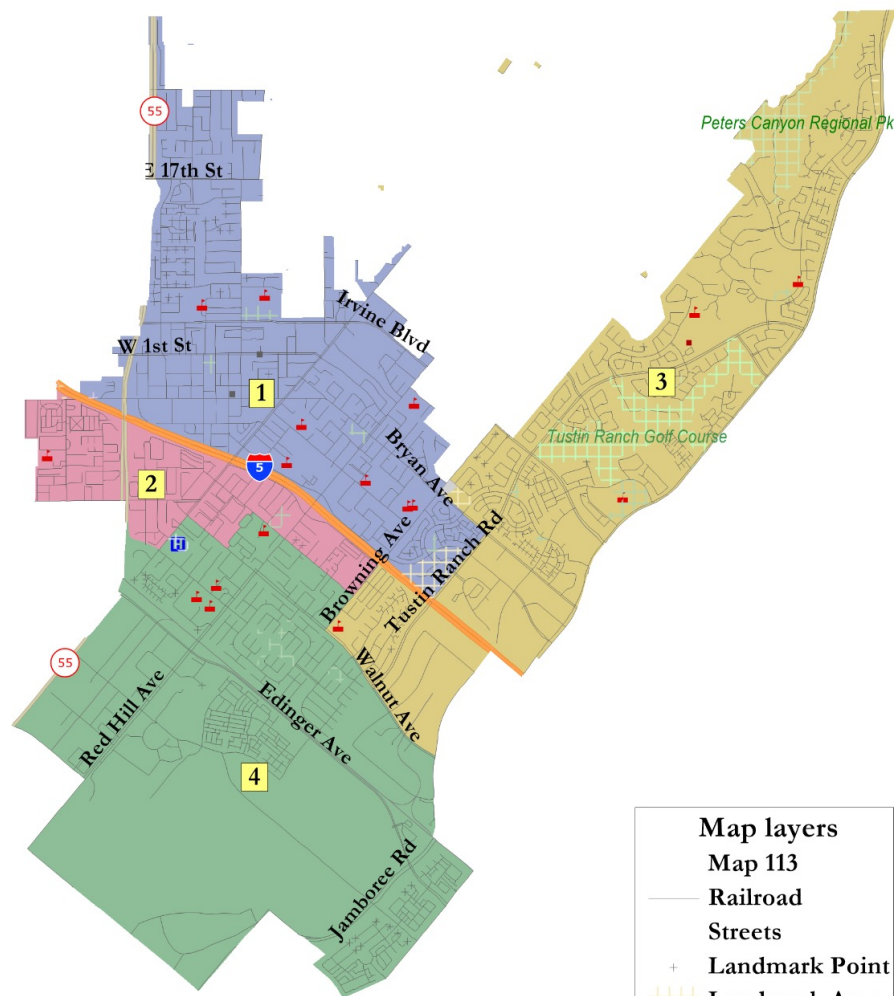 Peters Canyon Regional Pk
55
E 17th St
Irvine Blvd
W 1st St
1
3
Tustin Ranch Golf Course
Bryan Ave
5
2
H
Browning Ave
Tustin Ranch Rd
55
Walnut Ave
Red Hill Ave
Edinger Ave
4
Jamboree Rd
Map layers
Map 113
Railroad
Streets
Landmark Point